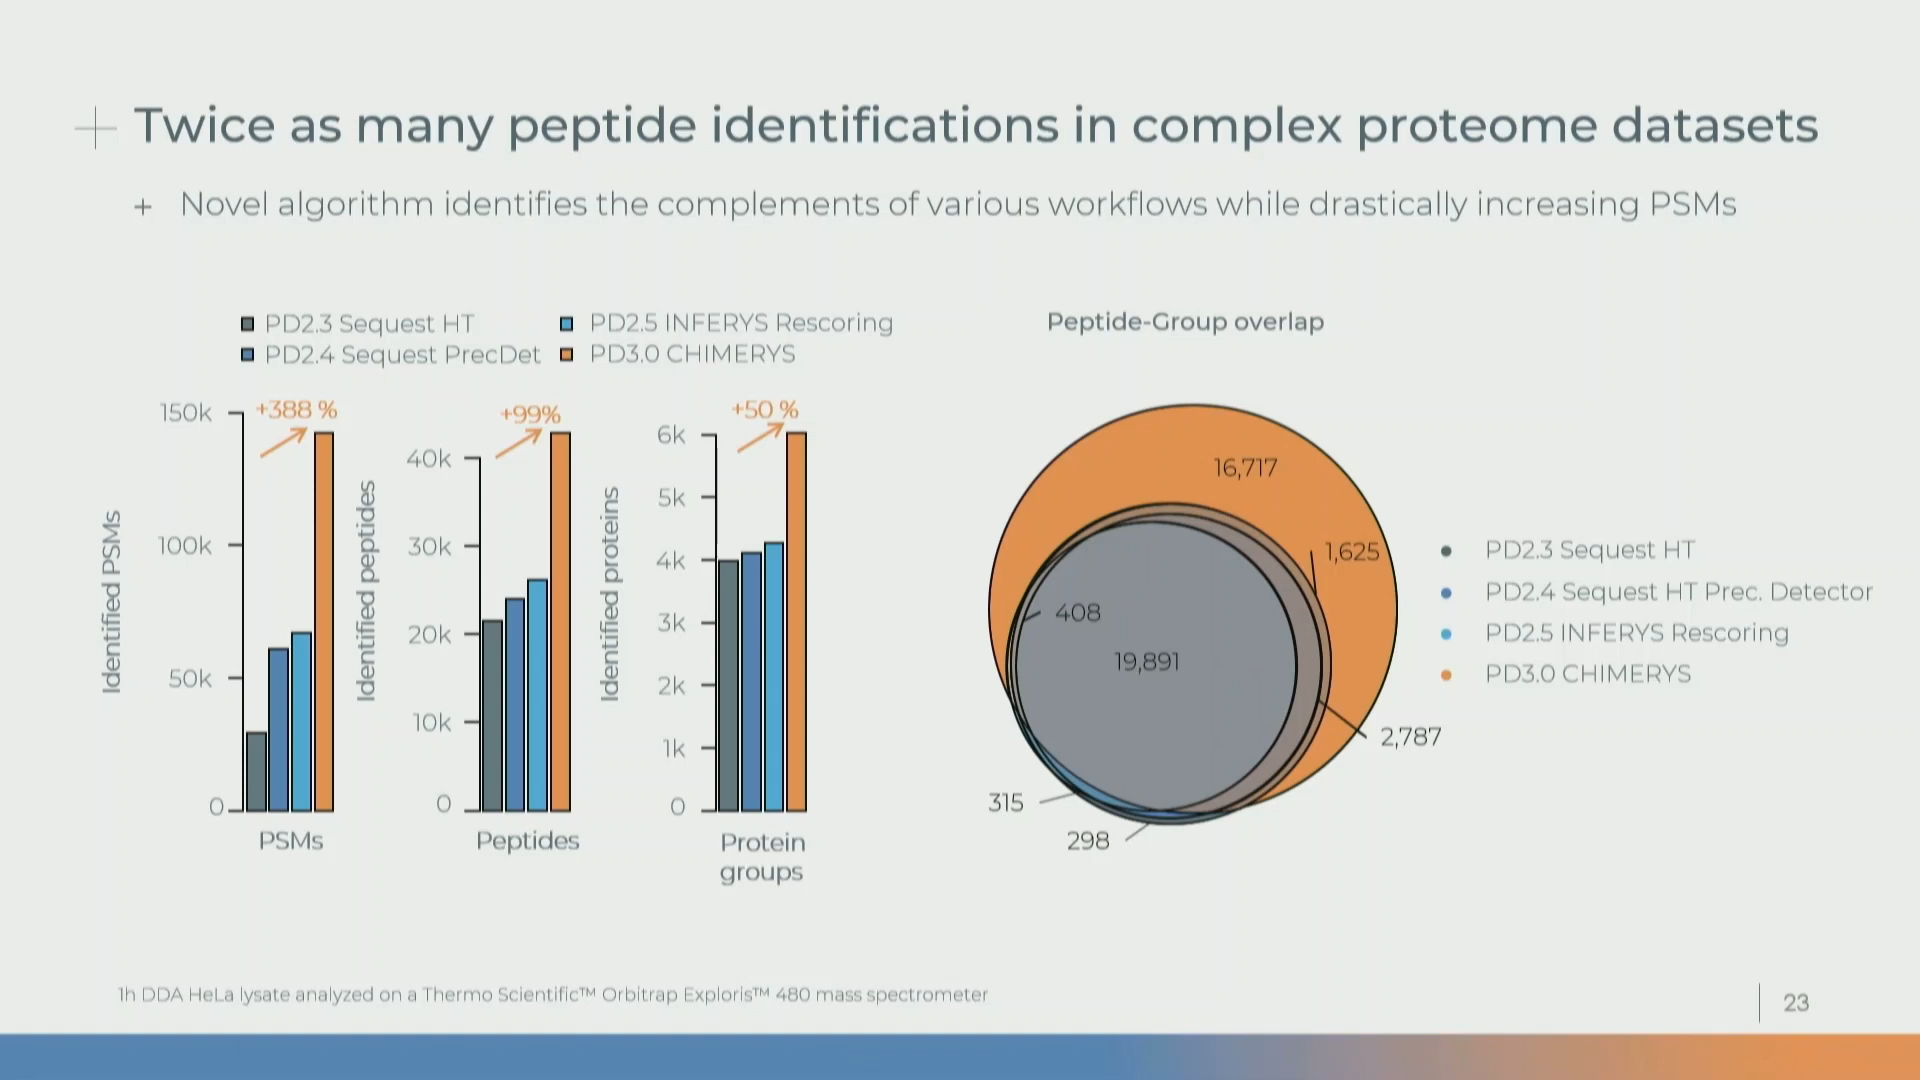 Twice as many peptide identifications in complex proteome datasets
+ Novel algorithm identifies the complements of various workflows while drastically increasing PSMs
PD2.3 Sequest HT
PD2.5 INFERYS Rescoring
PD2.4 Sequest PrecDet
PD3.0 CHIMERYS
Identified PSMs
150k
100k
50k
0
+388 %
PSMs
Identified peptides
40k
30k
20k
10k
0
+99%
Peptides
Identified proteins
6k
5k
4k
3k
2k
1k
0
+50 %
Protein
groups
Peptide-Group overlap
16,717
1,625
408
19,891
2,787
315
298
PD2.3 Sequest HT
PD2.4 Sequest HT Prec. Detector
PD2.5 INFERYS Rescoring
PD3.0 CHIMERYS
1h DDA HeLa lysate analyzed on a Thermo Scientific™ Orbitrap Exploris™ 480 mass spectrometer
23